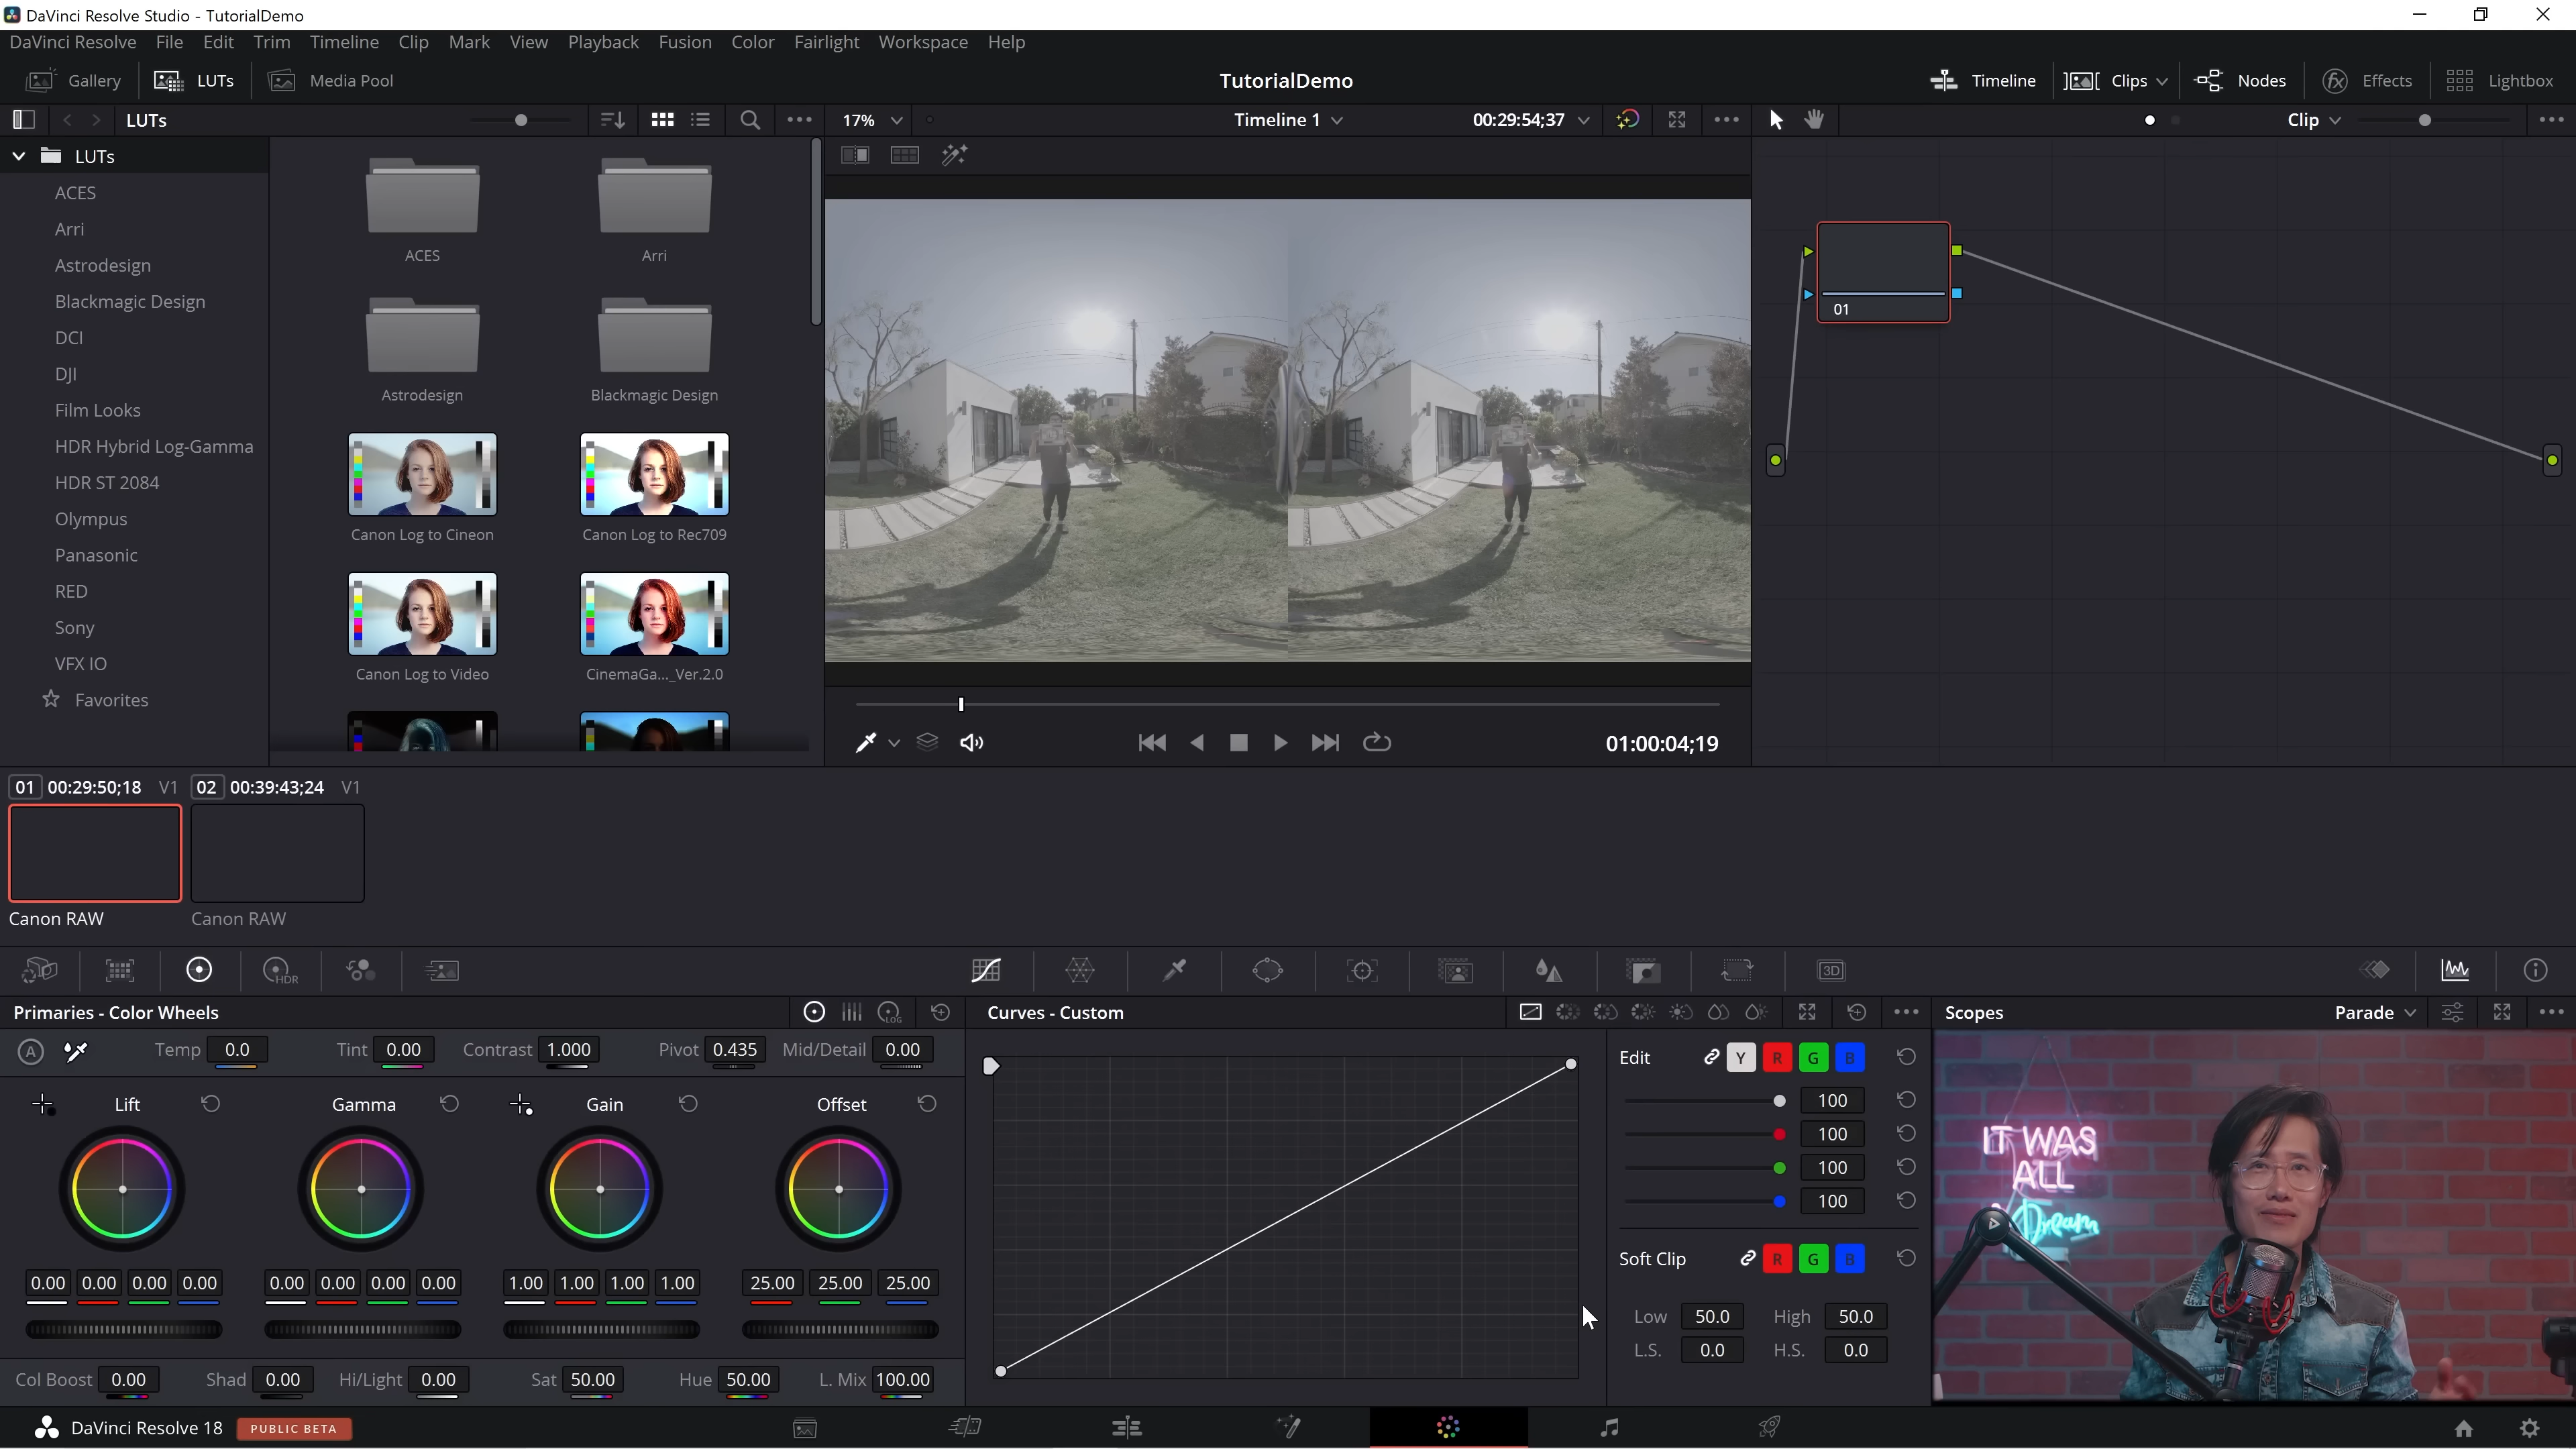 DaVinci Resolve Studio - TutorialDemo
DaVinci Resolve File Edit Trim Timeline Clip Mark View Playback Fusion Color Fairlight Workspace Help
Gallery LUTs Media Pool TutorialDemo Timeline Clips Nodes Effects Lightbox
LUTs 17% Timeline 1 00:29:54;37 Clip
LUTs
ACES
Arri
Astrodesign
Blackmagic Design
DCI
DJI
Film Looks
HDR Hybrid Log-Gamma
HDR ST 2084
Olympus
Panasonic
RED
Sony
VFX IO
Favorites
ACES Arri
Astrodesign Blackmagic Design
Canon Log to Cineon Canon Log to Rec709
Canon Log to Video CinemaGa..._Ver.2.0
01
01:00:04;19
01 00:29:50;18 V1 02 00:39:43;24 V1
Canon RAW Canon RAW
HDR 3D
Primaries - Color Wheels LOG Curves - Custom Scopes Parade
A Temp 0.0 Tint 0.00 Contrast 1.000 Pivot 0.435 Mid/Detail 0.00
Lift Gamma Gain Offset
0.00 0.00 0.00 0.00 0.00 0.00 0.00 0.00 1.00 1.00 1.00 1.00 25.00 25.00 25.00
Col Boost 0.00 Shad 0.00 Hi/Light 0.00 Sat 50.00 Hue 50.00 L. Mix 100.00
Edit Y R G B
100
100
100
100
Soft Clip R G B
Low 50.0 High 50.0
L.S. 0.0 H.S. 0.0
IT WAS
ALL
A Dream
DaVinci Resolve 18 PUBLIC BETA